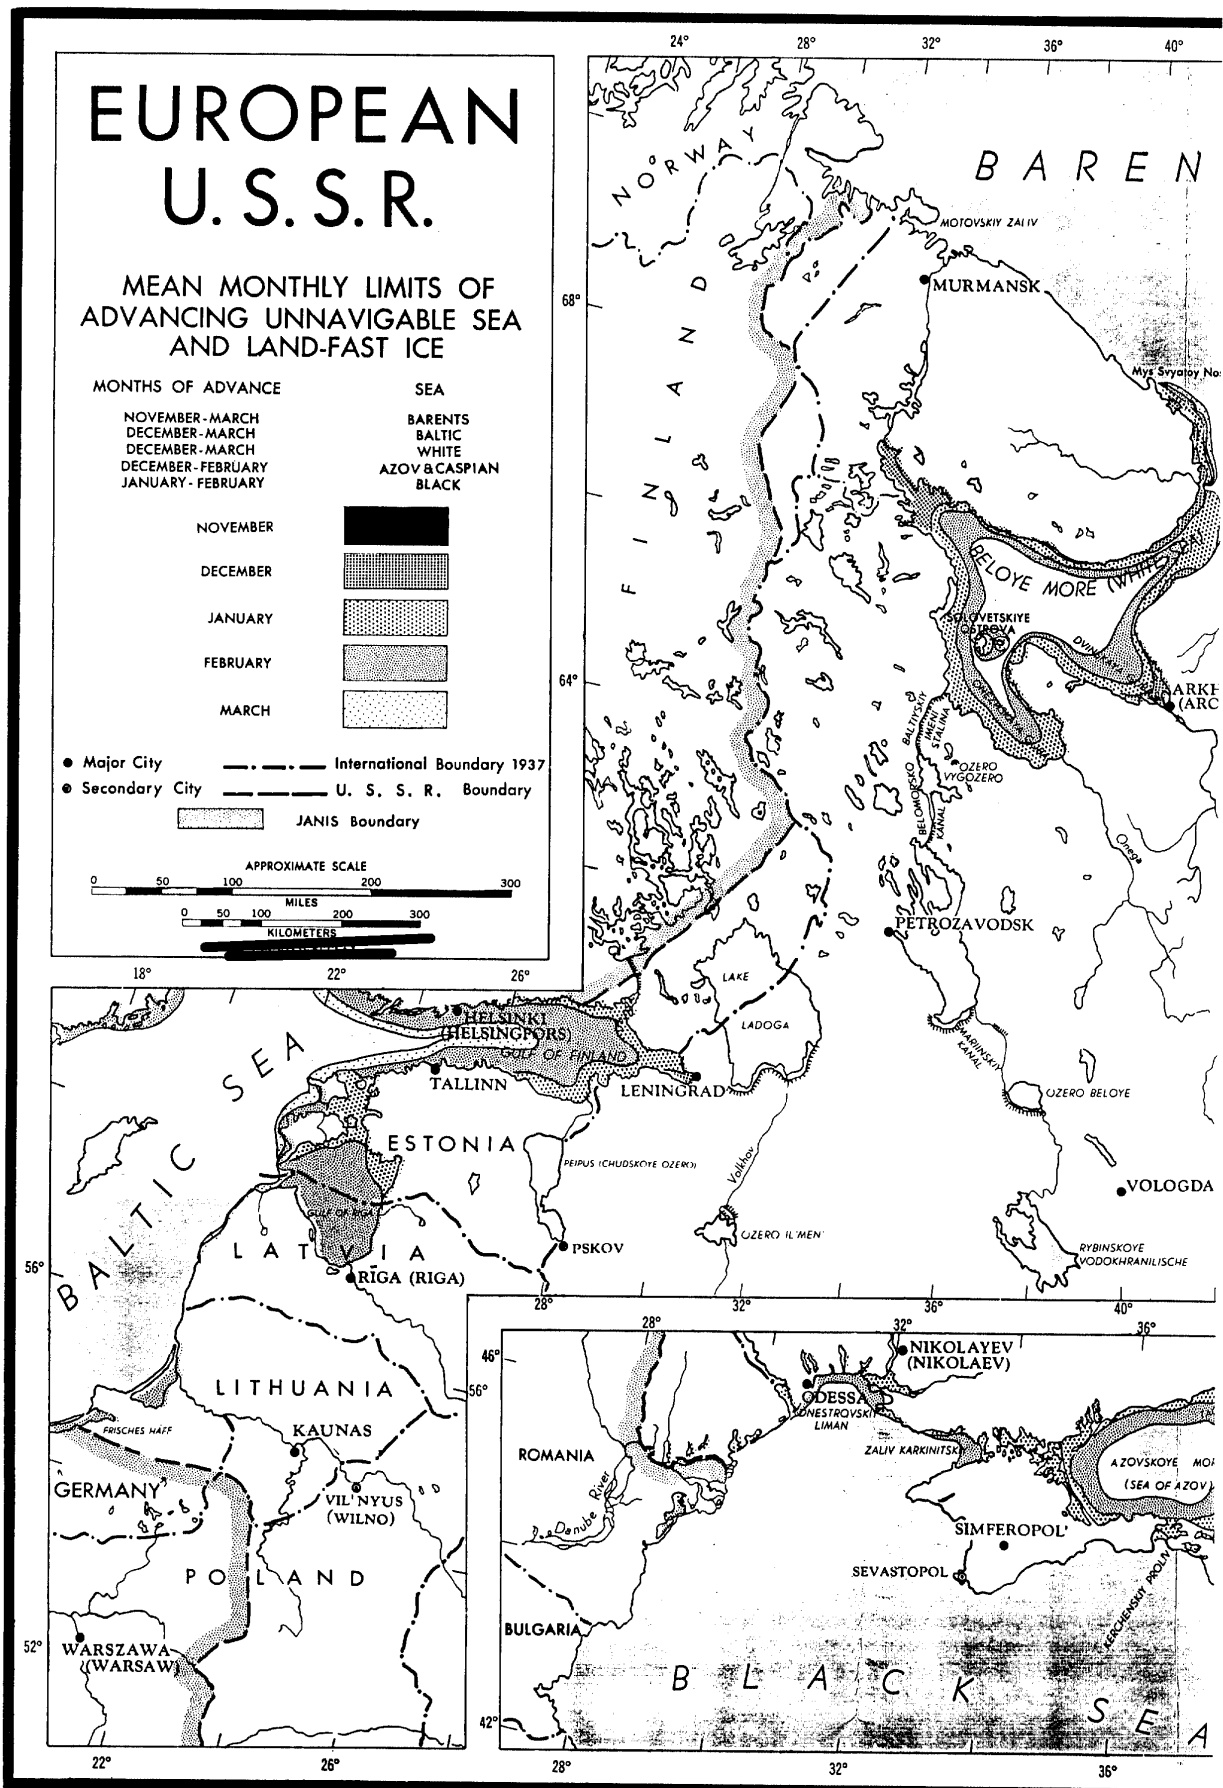 EUROPEAN
U.S.S.R.
MEAN MONTHLY LIMITS OF
ADVANCING UNNAVIGABLE SEA
AND LAND-FAST ICE
MONTHS OF ADVANCE SEA
NOVEMBER-MARCH BARENTS
DECEMBER-MARCH BALTIC
DECEMBER-MARCH WHITE
DECEMBER-FEBRUARY AZOV & CASPIAN
JANUARY-FEBRUARY BLACK
NOVEMBER
DECEMBER
JANUARY
FEBRUARY
MARCH
Major City
International Boundary 1937
Secondary City
U. S. S. R. Boundary
JANIS Boundary
APPROXIMATE SCALE
0 50 100 200 300
MILES
0 50 100 200 300
KILOMETERS
18° 22° 26°
24° 28° 32° 36° 40°
NORWAY
BAREN
MOTOVSKIY ZALIV
68°
MURMANSK
FINLAND
Mys Svyatoy Nos
BELOYE MORE (WHITE SEA)
SOLOVETSKIYE
OSTROVA
DVINSKAYA
64°
ARKH
(ARC
BELOMORSKO
BALTIYSKIY
KANAL
IMENI
STALINA
OZERO
VYGOZERO
Onega
PETROZAVODSK
LAKE
LADOGA
MARIINSKIY
KANAL
HELSINKI
(HELSINGFORS)
GULF OF FINLAND
TALLINN
LENINGRAD
OZERO BELOYE
BALTIC SEA
ESTONIA
PEIPUS (CHUDSKOYE OZERO)
Volkhov
VOLOGDA
GULF OF RIGA
OZERO IL'MEN'
PSKOV
RYBINSKOYE
VODOKHRANILISCHE
LATVIA
RĪGA (RIGA)
56°
28° 32° 36° 40°
LITHUANIA
56°
FRISCHES HAFF
KAUNAS
GERMANY
VIL'NYUS
(WILNO)
POLAND
52°
WARSZAWA
(WARSAW)
22° 26°
28° 32° 36°
46°
NIKOLAYEV
(NIKOLAEV)
ODESSA
DNESTROVSKIY
LIMAN
ROMANIA
ZALIV KARKINITSK
AZOVSKOYE MOR
(SEA OF AZOV)
Danube River
SIMFEROPOL'
SEVASTOPOL
KERCHENSKIY PROLIV
BULGARIA
BLACK SEA
42°
28° 32° 36°